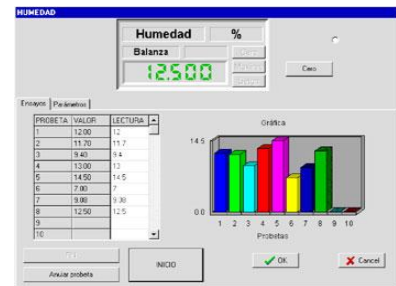 HUMEDAD
Humedad %
Balanza
12.500
Cero
Ensayos Parámetros
PROBETA VALOR LECTURA
1 12.00 12
2 11.70 11.7
3 9.40 9.4
4 13.00 13
5 14.50 14.5
6 7.00 7
7 9.08 9.08
8 12.50 12.5
9
10
Gráfica
14.5
0.0
1 2 3 4 5 6 7 8 9 10
Probetas
Anular probeta
INICIO
OK
Cancel